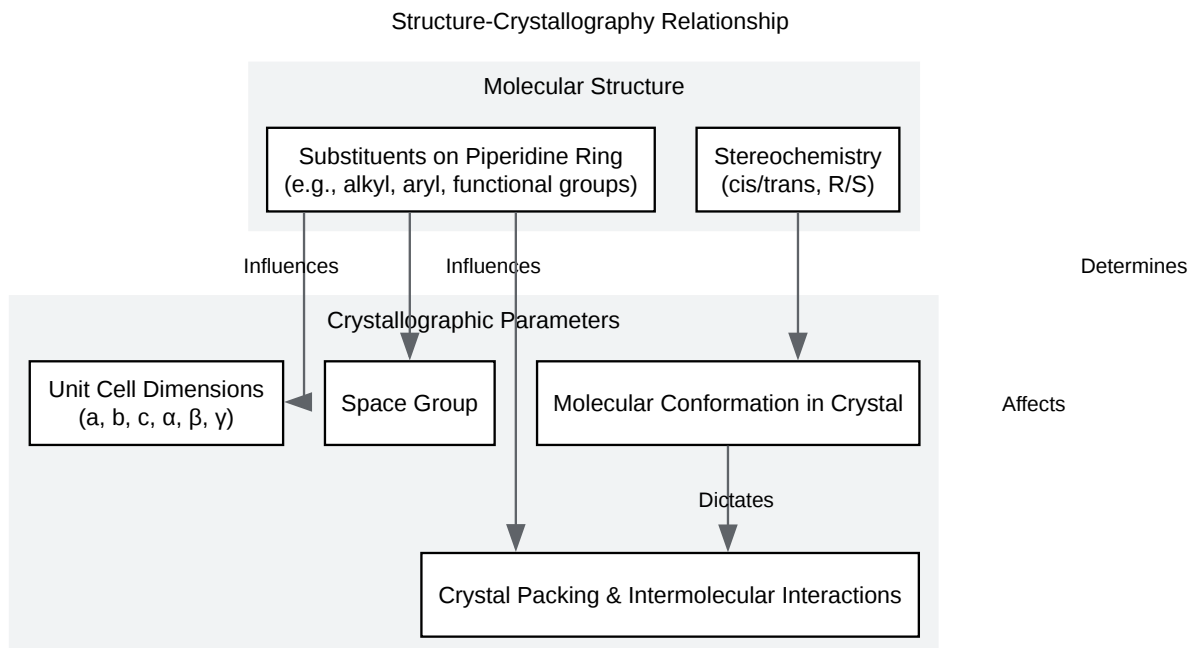 Structure-Crystallography Relationship
Molecular Structure
Substituents on Piperidine Ring
(e.g., alkyl, aryl, functional groups)
Stereochemistry
(cis/trans, R/S)
Influences
Influences
Determines
Crystallographic Parameters
Unit Cell Dimensions
(a, b, c, α, β, γ)
Space Group
Molecular Conformation in Crystal
Affects
Dictates
Crystal Packing & Intermolecular Interactions